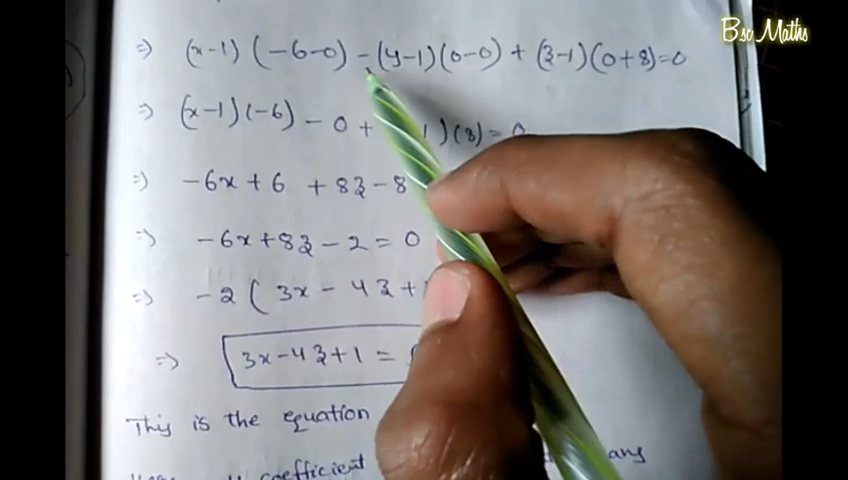 Bsc Maths
=> (x-1) (-6-0) - (y-1)(0-0) + (z-1)(0+8)=0
=> (x-1)(-6) - 0 + 1)(8) = 0
=> -6x+6 +8z-8
=> -6x+8z-2=0
=> -2( 3x-4z+
=> 3x-4z+1 =
This is the equation
coefficient